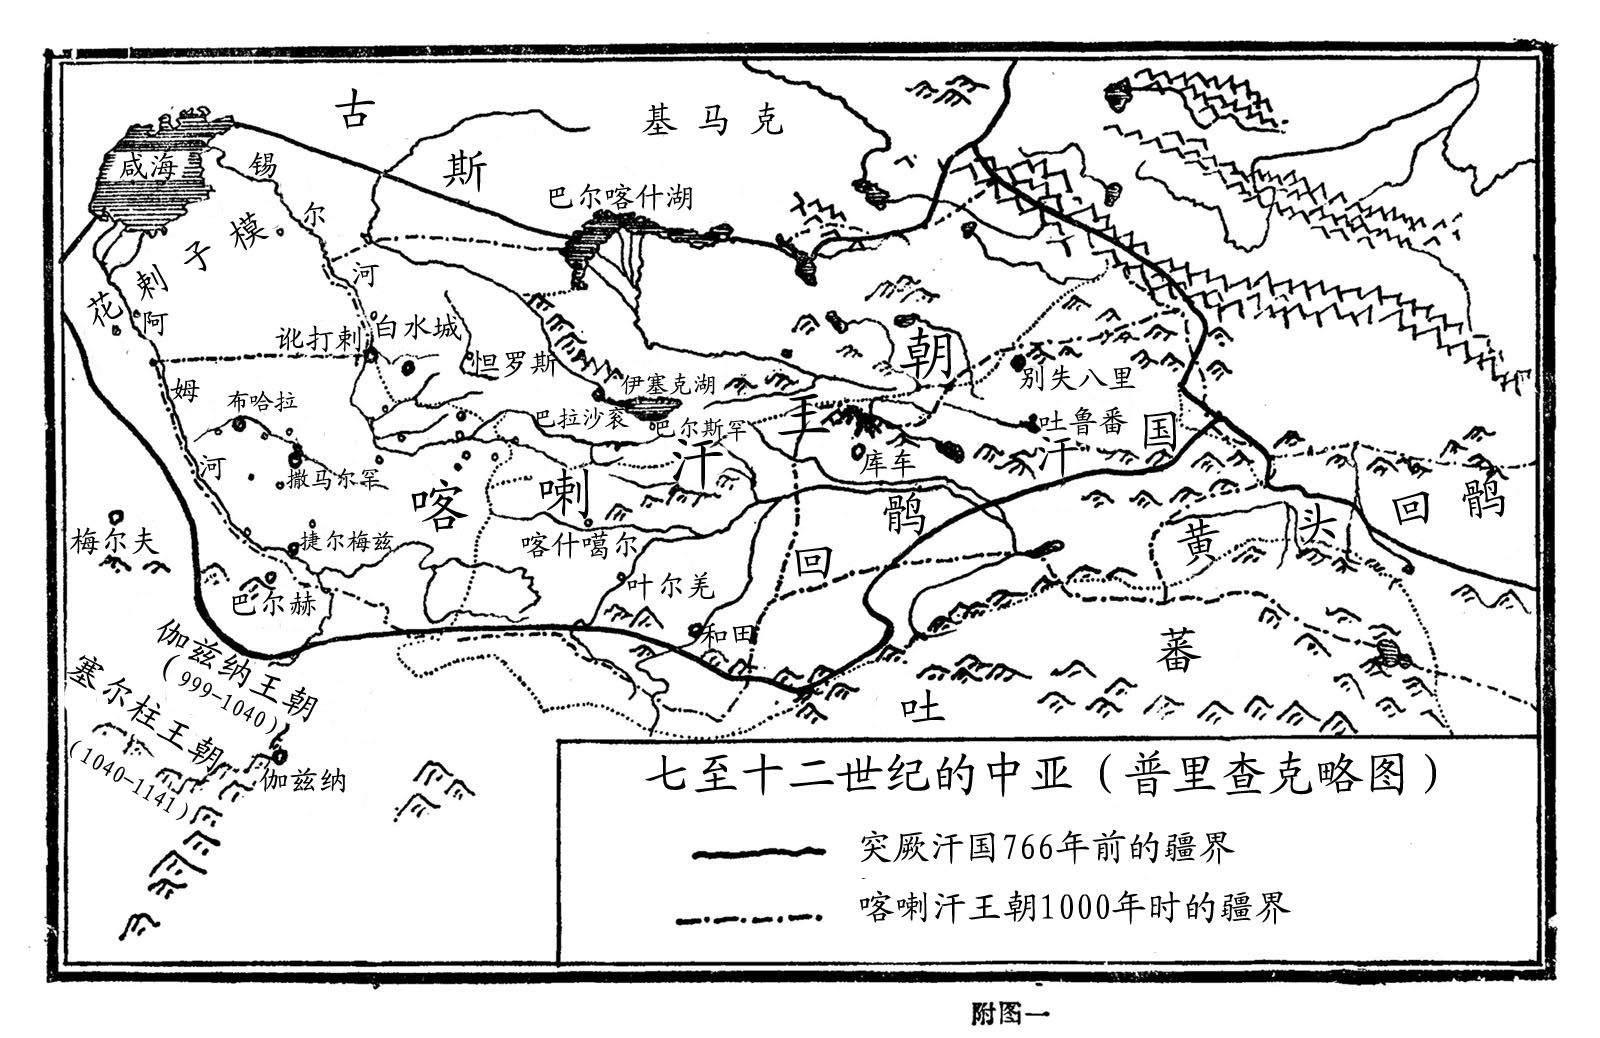 古
斯
基马克
咸海
锡
尔
河
巴尔喀什湖
花剌子模
阿
姆
河
讹打剌
白水城
怛罗斯
伊塞克湖
巴拉沙衮
巴尔斯罕
布哈拉
撒马尔罕
喀喇汗王朝
别失八里
吐鲁番
库车
回鹘汗国
回鹘
黄头
梅尔夫
捷尔梅兹
巴尔赫
喀什噶尔
叶尔羌
和田
吐蕃
伽兹纳王朝
(999-1040)
塞尔柱王朝
(1040-1141)
伽兹纳
七至十二世纪的中亚(普里查克略图)
突厥汗国766年前的疆界
喀喇汗王朝1000年时的疆界
附图一